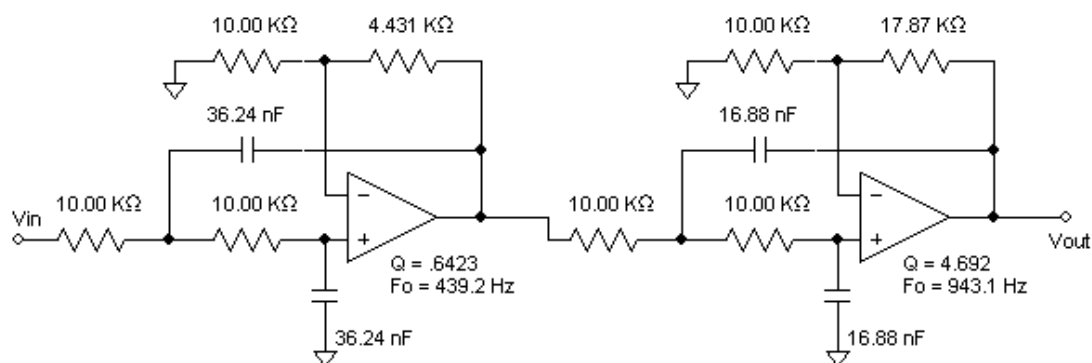 10.00 KΩ
4.431 KΩ
10.00 KΩ
17.87 KΩ
36.24 nF
16.88 nF
Vin
10.00 KΩ
10.00 KΩ
10.00 KΩ
10.00 KΩ
−
+
−
+
Vout
Q = .6423
Fo = 439.2 Hz
Q = 4.692
Fo = 943.1 Hz
36.24 nF
16.88 nF